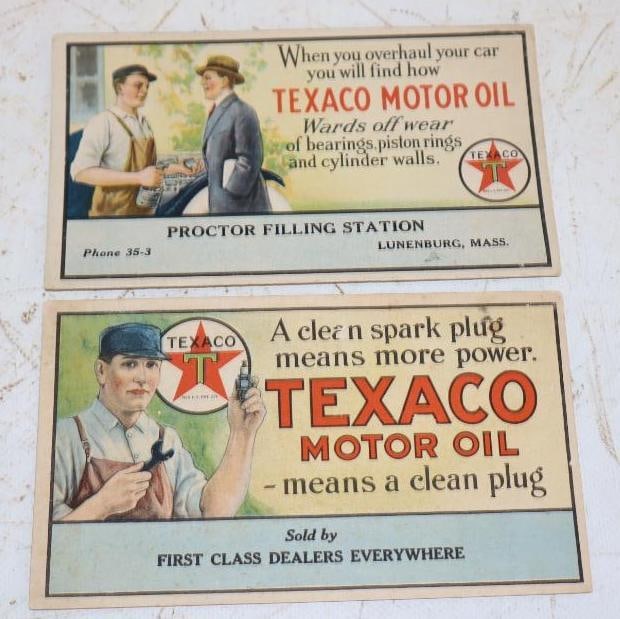 When you overhaul your car
you will find how
TEXACO MOTOR OIL
Wards off wear
of bearings, piston rings
and cylinder walls.
TEXACO
T
PROCTOR FILLING STATION
Phone 35-3
LUNENBURG, MASS.
TEXACO
T
A clean spark plug
means more power.
TEXACO
MOTOR OIL
- means a clean plug
Sold by
FIRST CLASS DEALERS EVERYWHERE